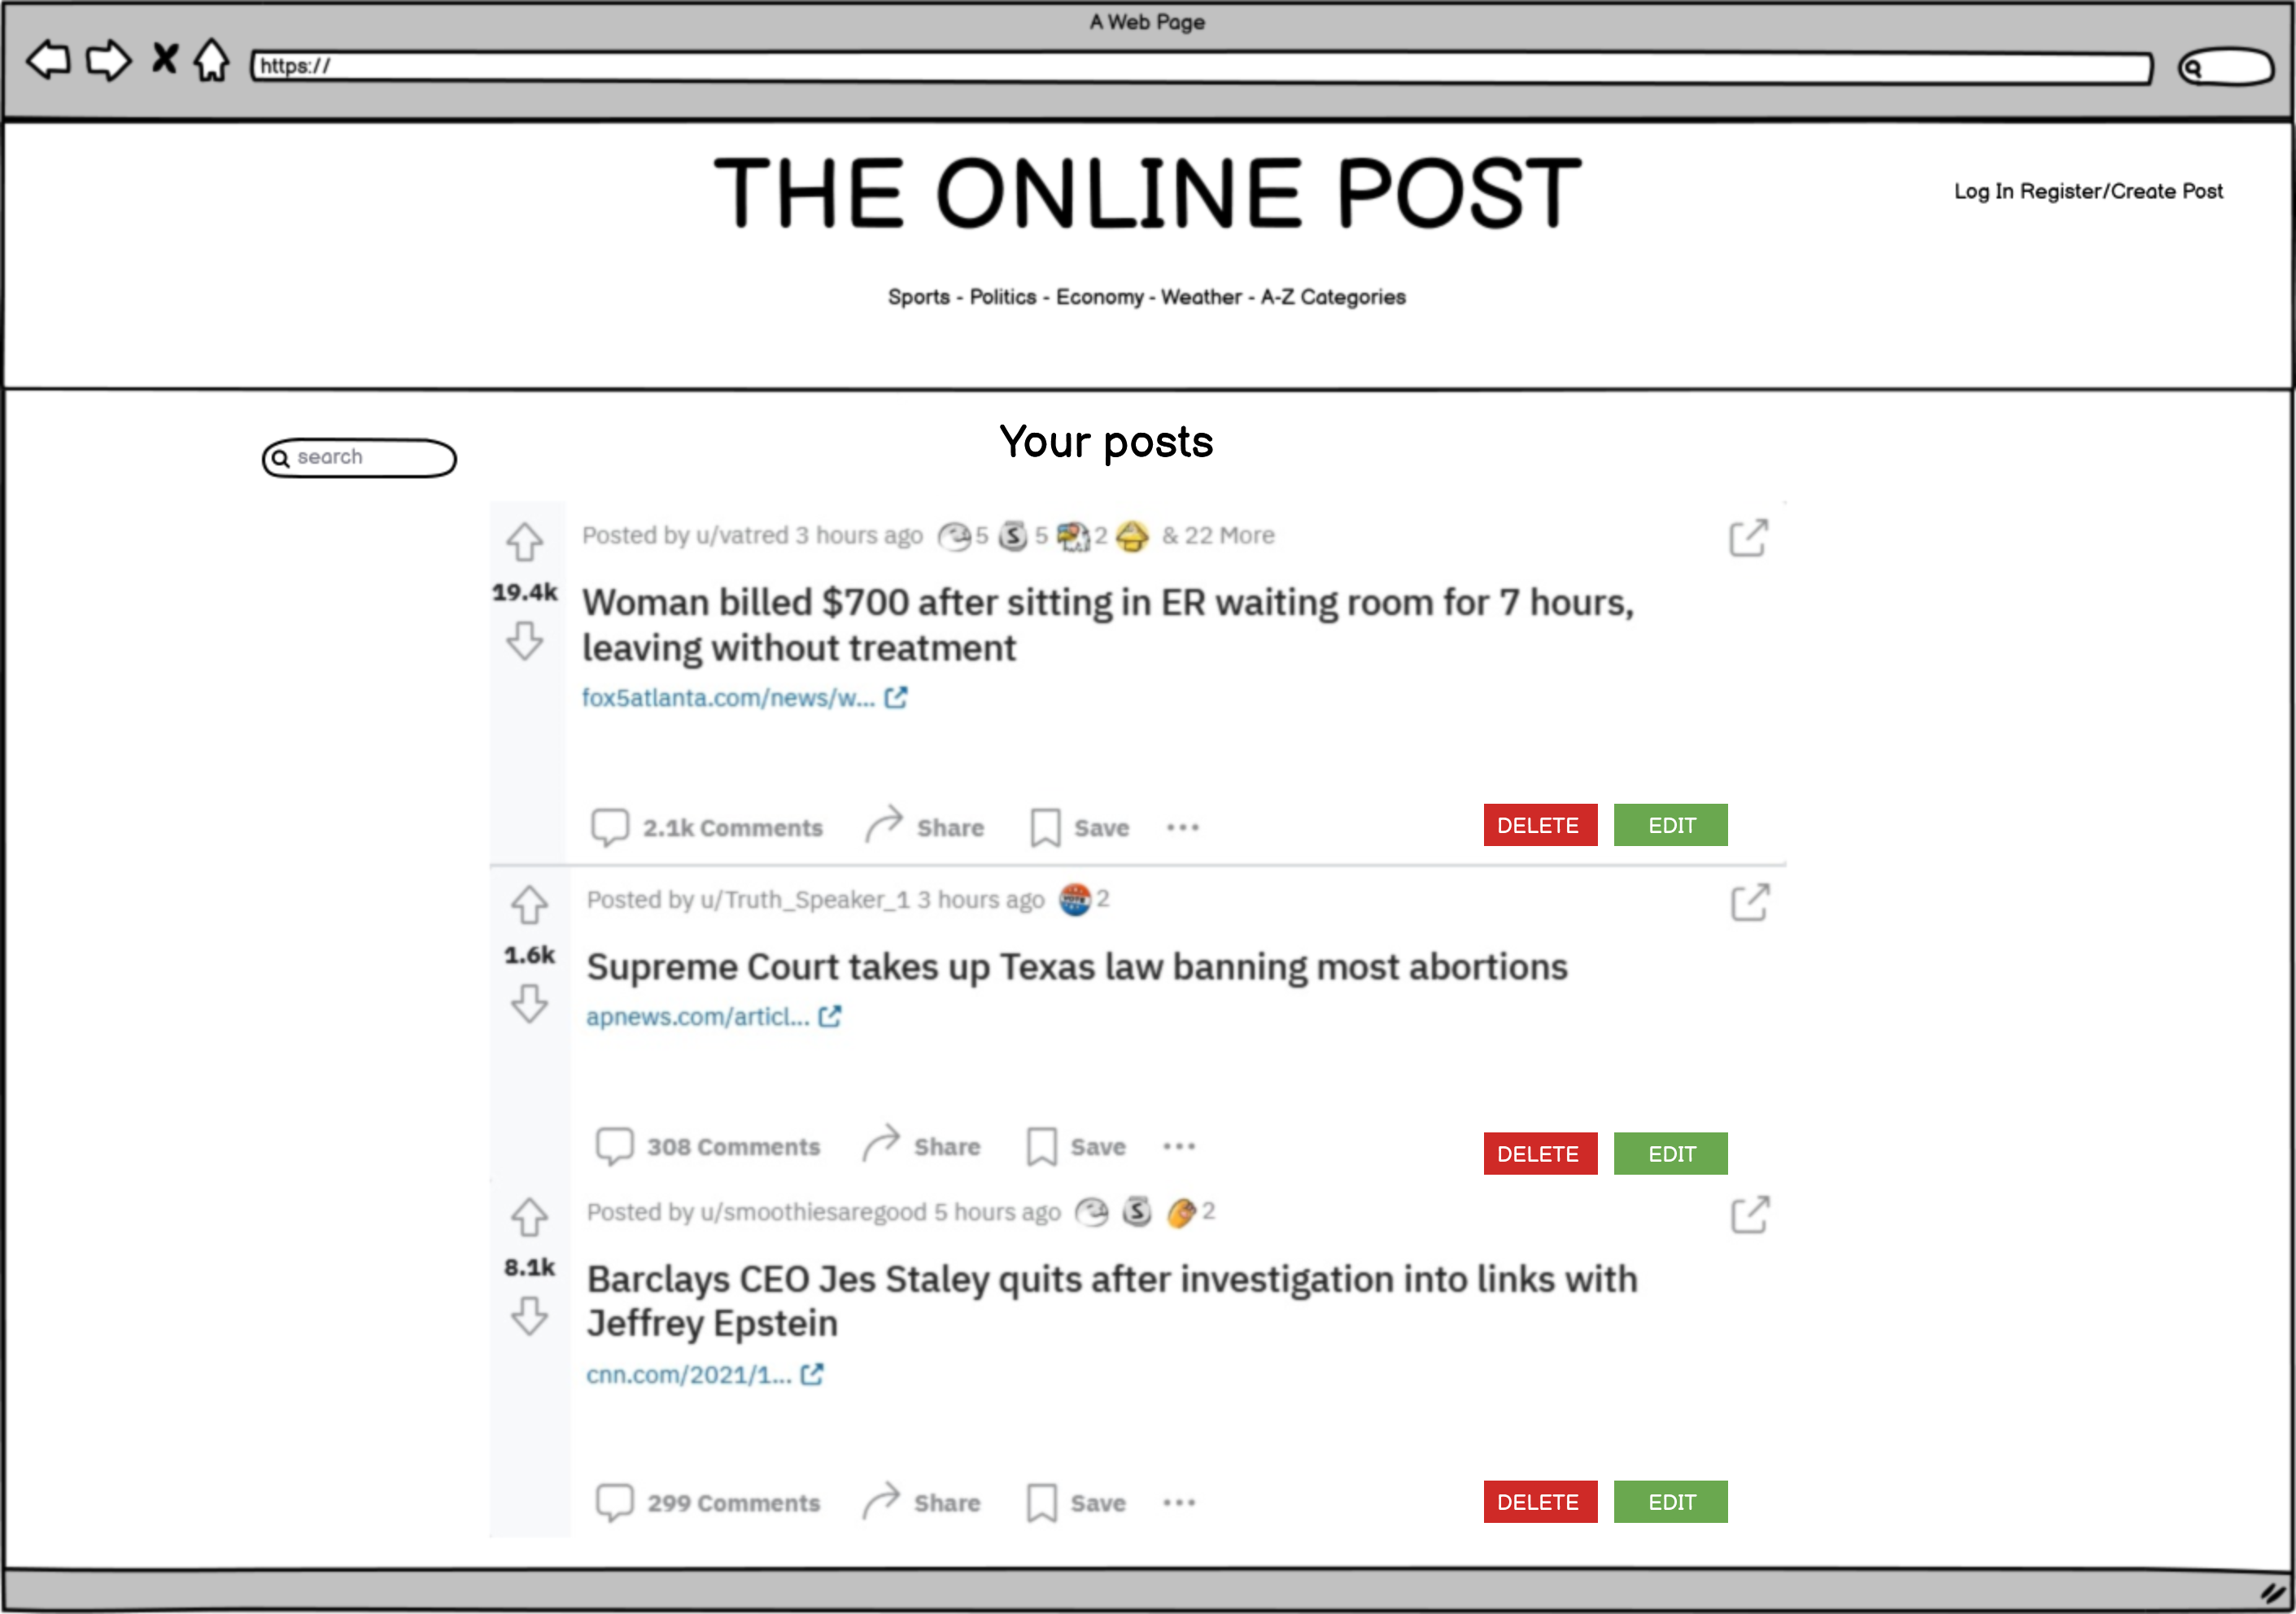 A Web Page
https://
THE ONLINE POST
Log In Register/Create Post
Sports - Politics - Economy - Weather - A-Z Categories
Your posts
search
Posted by u/vatred 3 hours ago 5 S 5 2 & 22 More
19.4k
Woman billed $700 after sitting in ER waiting room for 7 hours,
leaving without treatment
fox5atlanta.com/news/w...
2.1k Comments Share Save ... DELETE EDIT
Posted by u/Truth_Speaker_1 3 hours ago VOTE 2
1.6k
Supreme Court takes up Texas law banning most abortions
apnews.com/articl...
308 Comments Share Save ... DELETE EDIT
Posted by u/smoothiesaregood 5 hours ago S 2
8.1k
Barclays CEO Jes Staley quits after investigation into links with
Jeffrey Epstein
cnn.com/2021/1...
299 Comments Share Save ... DELETE EDIT